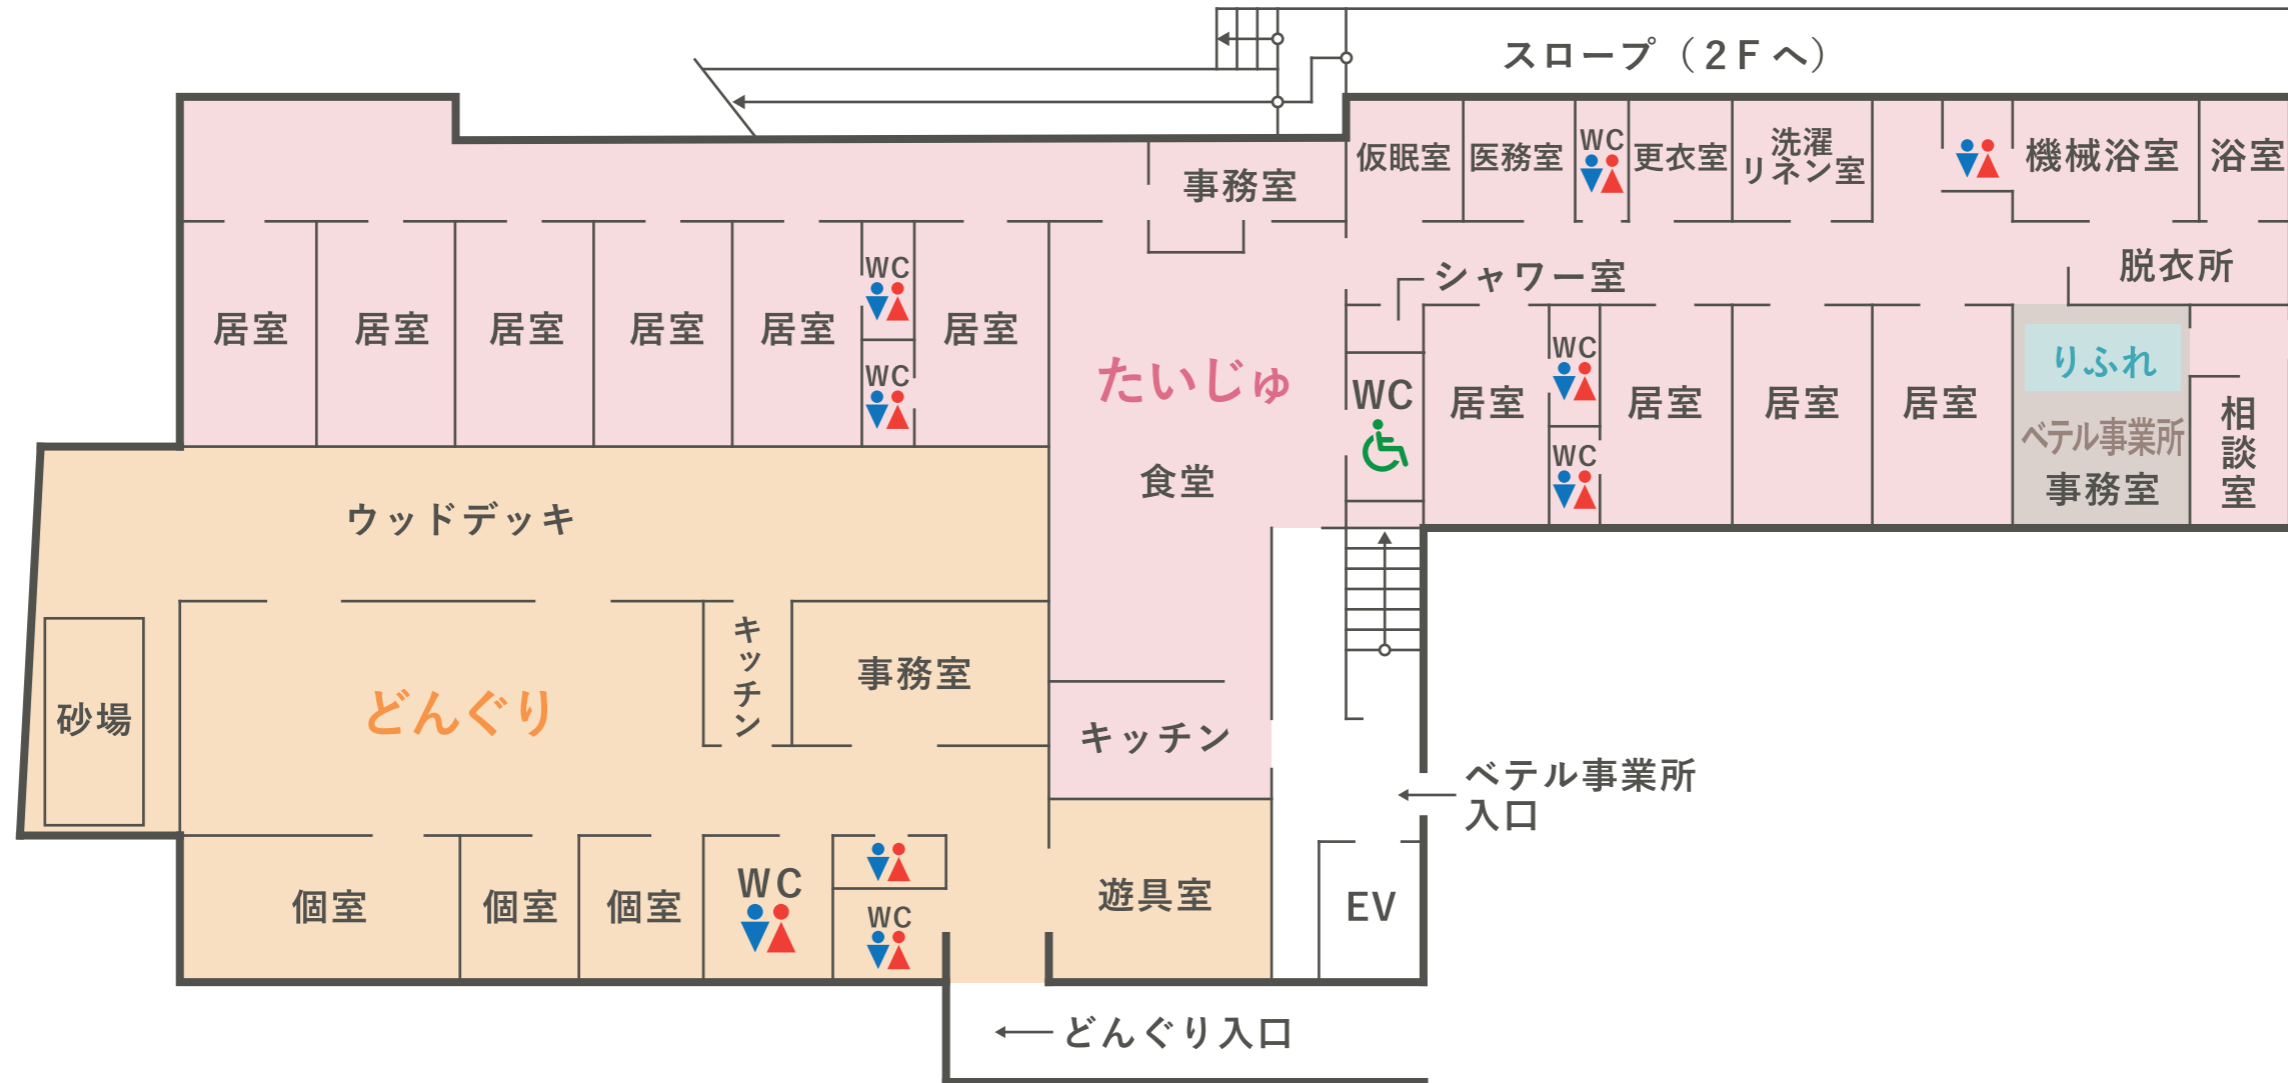 スロープ（２Ｆへ）
仮眠室
医務室
WC
更衣室
洗濯
リネン室
機械浴室
浴室
事務室
脱衣所
シャワー室
居室
居室
居室
居室
居室
WC
WC
居室
たいじゅ
食堂
WC
居室
WC
WC
居室
居室
居室
りふれ
ベテル事業所
事務室
相談室
ウッドデッキ
砂場
どんぐり
キッチン
事務室
キッチン
ベテル事業所
入口
個室
個室
個室
WC
WC
遊具室
EV
どんぐり入口